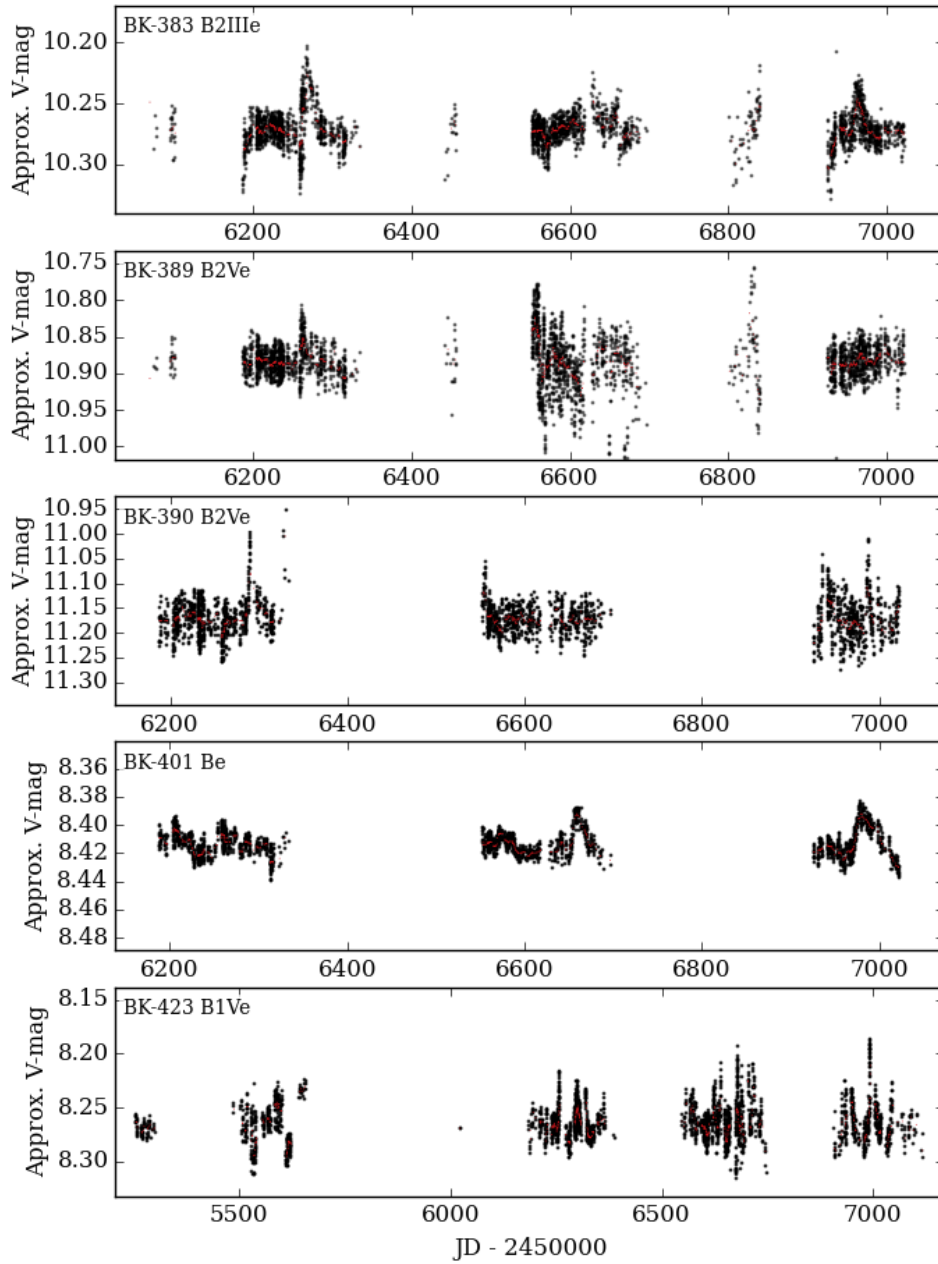 BK-383 B2IIIe
Approx. V-mag
10.20
10.25
10.30
6200 6400 6600 6800 7000
BK-389 B2Ve
Approx. V-mag
10.75
10.80
10.85
10.90
10.95
11.00
6200 6400 6600 6800 7000
BK-390 B2Ve
Approx. V-mag
10.95
11.00
11.05
11.10
11.15
11.20
11.25
11.30
6200 6400 6600 6800 7000
BK-401 Be
Approx. V-mag
8.36
8.38
8.40
8.42
8.44
8.46
8.48
6200 6400 6600 6800 7000
BK-423 B1Ve
Approx. V-mag
8.15
8.20
8.25
8.30
5500 6000 6500 7000
JD - 2450000